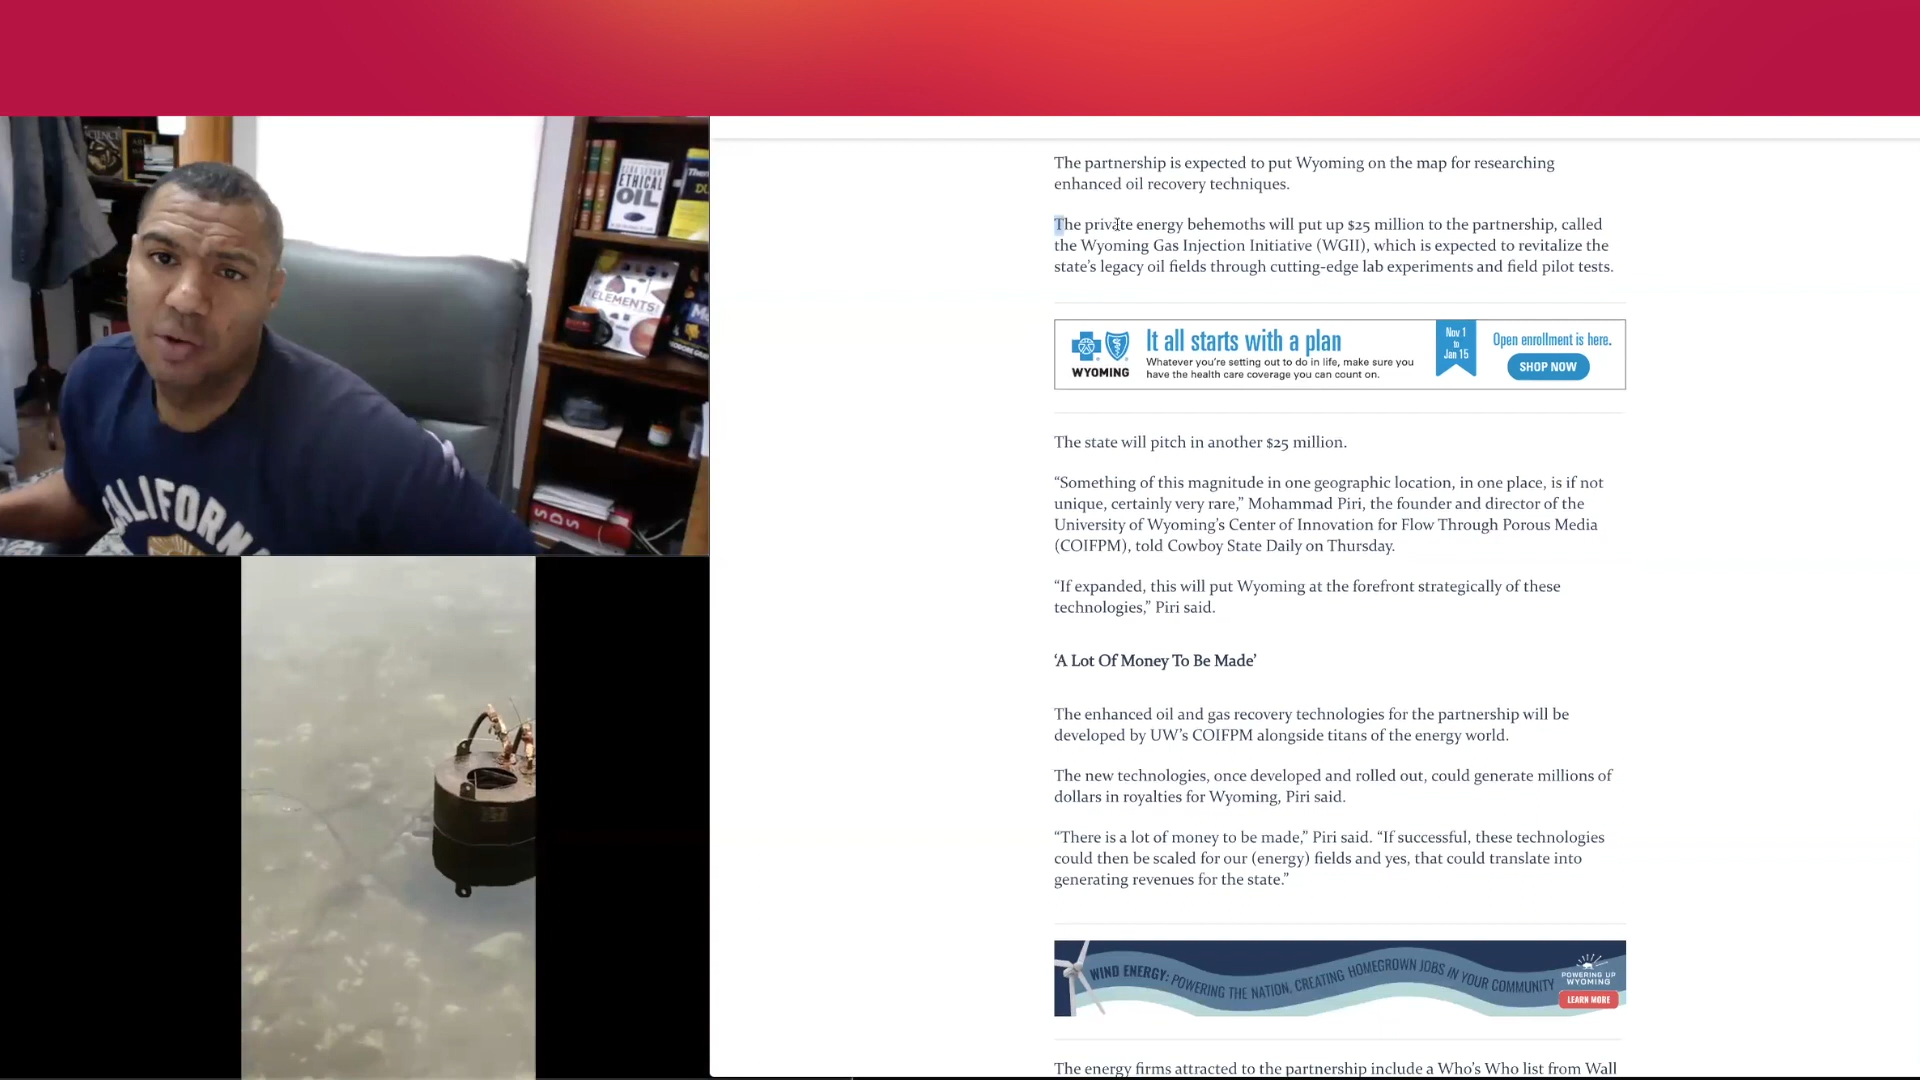 SCIENCE
EZRA LEVANT
ETHICAL
OIL
DU
ELEMENTS
CALIFORN
SDS
The partnership is expected to put Wyoming on the map for researching
enhanced oil recovery techniques.
The private energy behemoths will put up $25 million to the partnership, called
the Wyoming Gas Injection Initiative (WGII), which is expected to revitalize the
state’s legacy oil fields through cutting-edge lab experiments and field pilot tests.
WYOMING
It all starts with a plan
Whatever you're setting out to do in life, make sure you
have the health care coverage you can count on.
Nov 1
to
Jan 15
Open enrollment is here.
SHOP NOW
The state will pitch in another $25 million.
“Something of this magnitude in one geographic location, in one place, is if not
unique, certainly very rare,” Mohammad Piri, the founder and director of the
University of Wyoming’s Center of Innovation for Flow Through Porous Media
(COIFPM), told Cowboy State Daily on Thursday.
“If expanded, this will put Wyoming at the forefront strategically of these
technologies,” Piri said.
‘A Lot Of Money To Be Made’
The enhanced oil and gas recovery technologies for the partnership will be
developed by UW’s COIFPM alongside titans of the energy world.
The new technologies, once developed and rolled out, could generate millions of
dollars in royalties for Wyoming, Piri said.
“There is a lot of money to be made,” Piri said. “If successful, these technologies
could then be scaled for our (energy) fields and yes, that could translate into
generating revenues for the state.”
WIND ENERGY: POWERING THE NATION, CREATING HOMEGROWN JOBS IN YOUR COMMUNITY
POWERING UP
WYOMING
LEARN MORE
The energy firms attracted to the partnership include a Who’s Who list from Wall